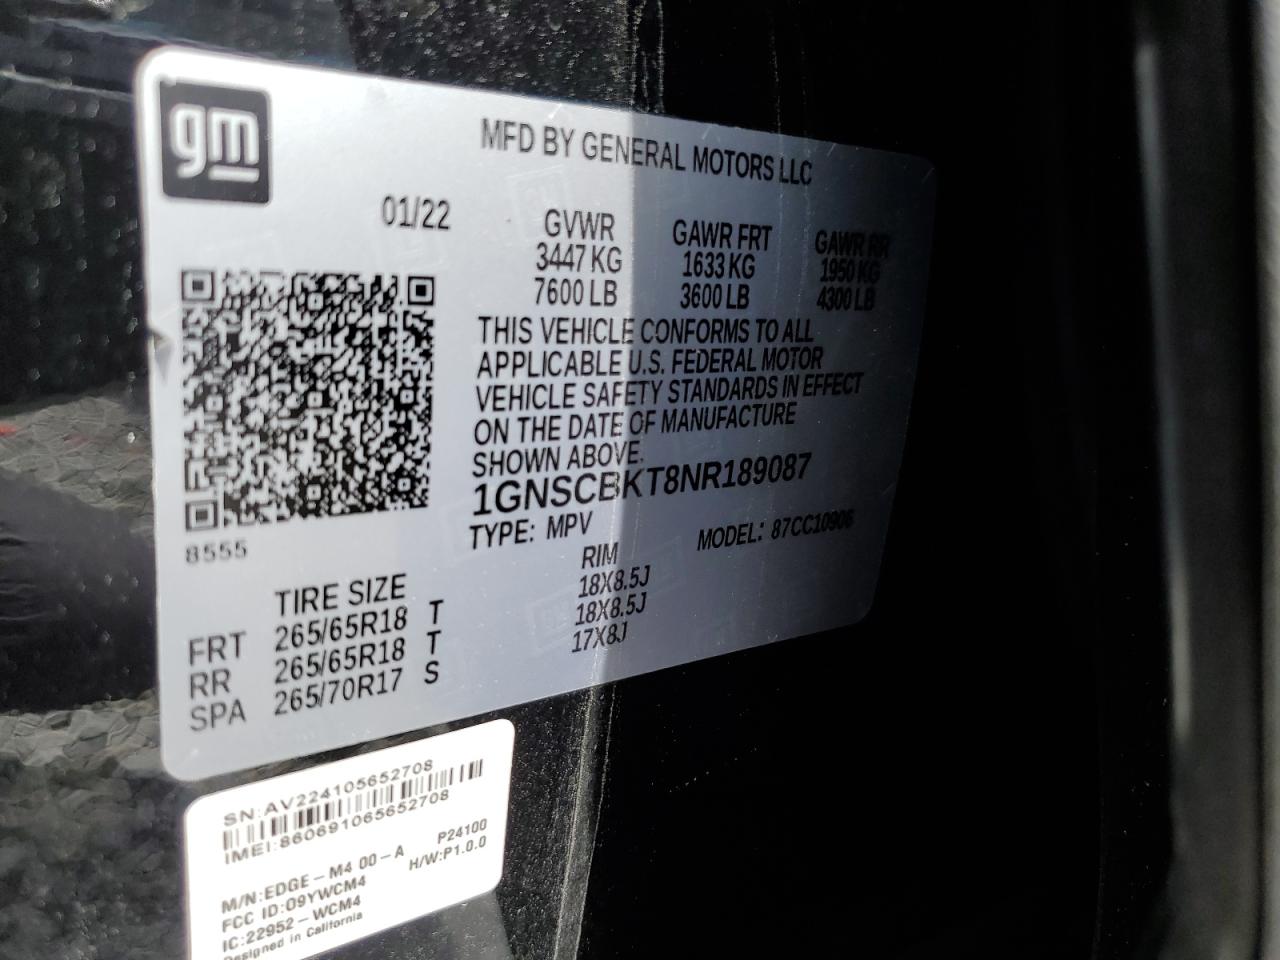 gm
MFD BY GENERAL MOTORS LLC
01/22
GVWR GAWR FRT GAWR RR
3447 KG 1633 KG 1950 KG
7600 LB 3600 LB 4300 LB
THIS VEHICLE CONFORMS TO ALL
APPLICABLE U.S. FEDERAL MOTOR
VEHICLE SAFETY STANDARDS IN EFFECT
ON THE DATE OF MANUFACTURE
SHOWN ABOVE.
1GNSCBKT8NR189087
TYPE: MPV MODEL: 87CC10906
8555
TIRE SIZE RIM
FRT 265/65R18 T 18X8.5J
RR 265/65R18 T 18X8.5J
SPA 265/70R17 S 17X8J
SN:AV224105652708
IMEI:860691065652708
P24100
M/N:EDGE-M4 00-A H/W:P1.0.0
FCC ID:O9YWCM4
IC:22952-WCM4
Designed in California